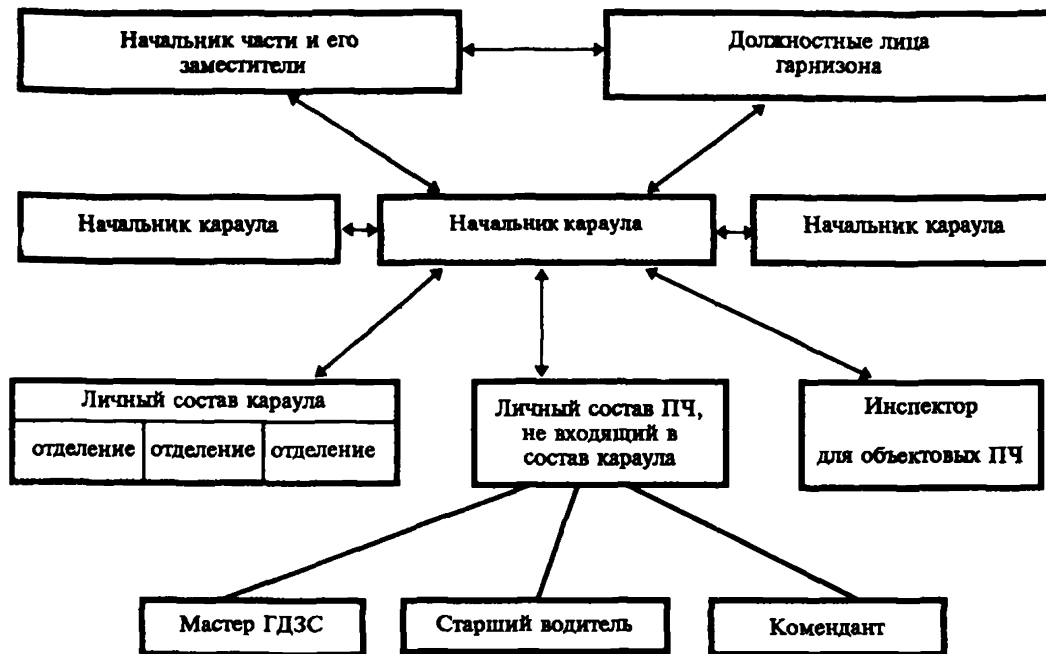 Начальник части и его
заместители
Должностные лица
гарнизона
Начальник караула
Начальник караула
Начальник караула
Личный состав караула
отделение
отделение
отделение
Личный состав ПЧ,
не входящий в
состав караула
Инспектор
для объектовых ПЧ
Мастер ГДЗС
Старший водитель
Комендант